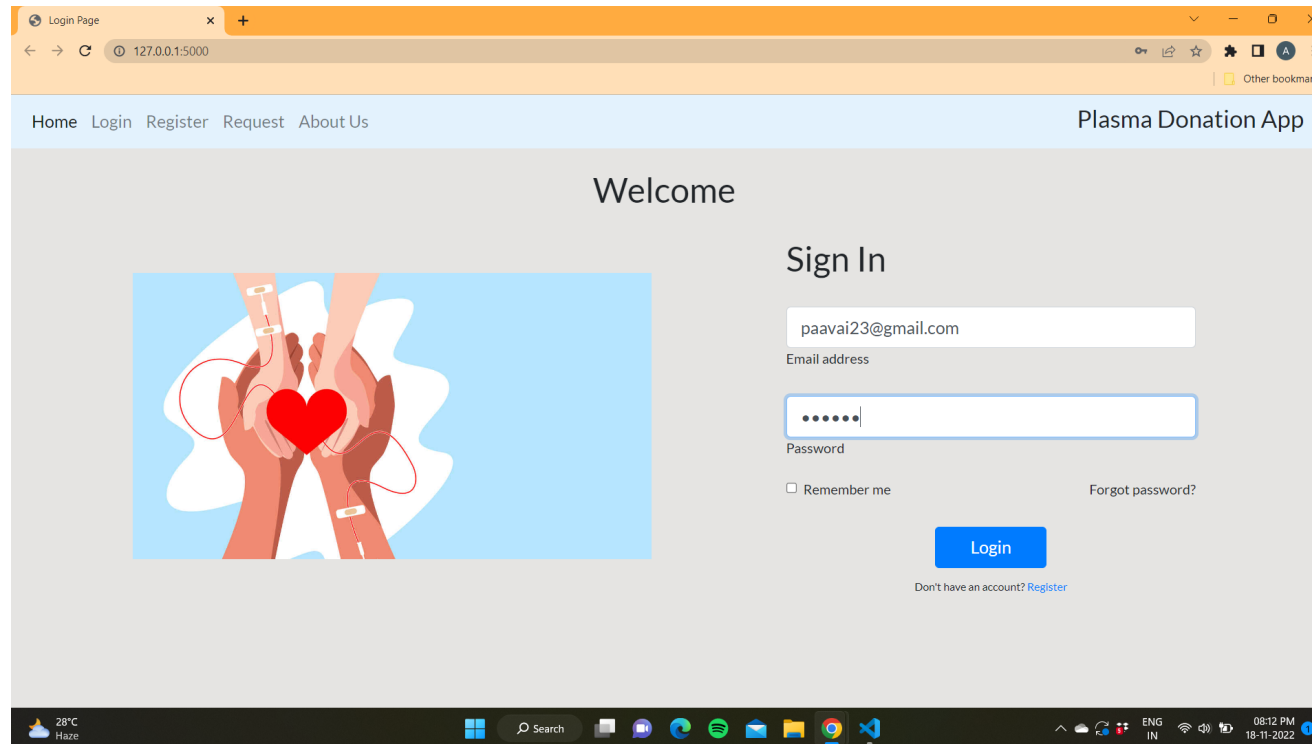 Login Page
127.0.0.1:5000
A
Other bookmar
Home Login Register Request About Us
Plasma Donation App
Welcome
Sign In
paavai23@gmail.com
Email address
••••••
Password
Remember me
Forgot password?
Login
Don't have an account? Register
28°C
Haze
Search
ENG
IN
08:12 PM
18-11-2022